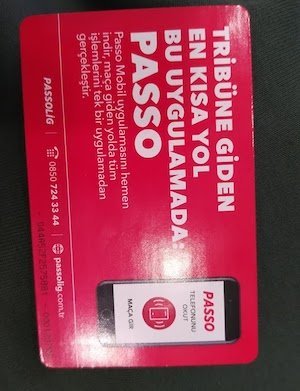 TRİBÜNE GİDEN
EN KISA YOL
BU UYGULAMADA:
PASSO
Passo Mobil uygulamasını hemen
indir, maça giden yolda tüm
işlemlerini tek bir uygulamadan
gerçekleştir.
PASSOLİG | 0850 724 33 44 | passolig.com.tr
PASSO
TELEFONUNU
OKUT
MAÇA GİR